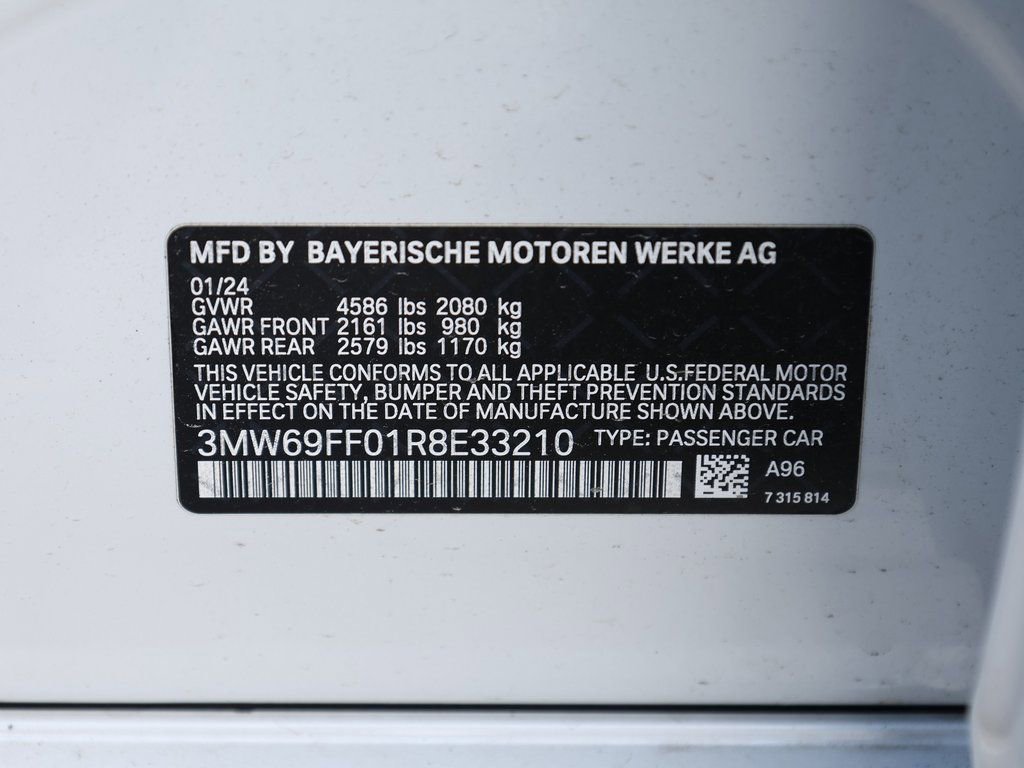 MFD BY BAYERISCHE MOTOREN WERKE AG
01/24
GVWR 4586 lbs 2080 kg
GAWR FRONT 2161 lbs 980 kg
GAWR REAR 2579 lbs 1170 kg
THIS VEHICLE CONFORMS TO ALL APPLICABLE U.S.FEDERAL MOTOR
VEHICLE SAFETY, BUMPER AND THEFT PREVENTION STANDARDS
IN EFFECT ON THE DATE OF MANUFACTURE SHOWN ABOVE.
3MW69FF01R8E33210 TYPE: PASSENGER CAR
A96
7 315 814